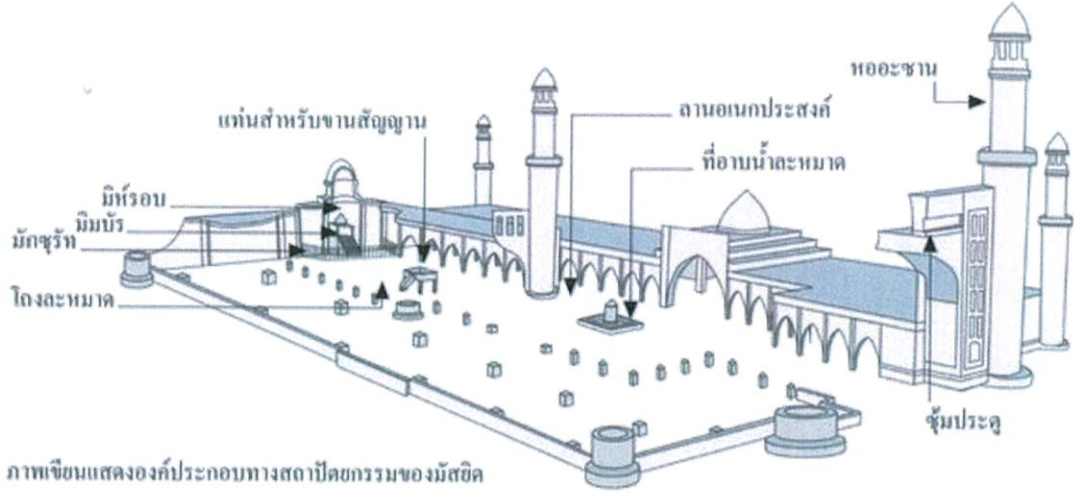 หออะซาน
ลานอเนกประสงค์
แท่นสำหรับขานสัญญาน
ที่อาบน้ำละหมาด
มิห์รอบ
มิมบัร
มักซุรัท
โถงละหมาด
ซุ้มประตู
ภาพเขียนแสดงองค์ประกอบทางสถาปัตยกรรมของมัสยิด